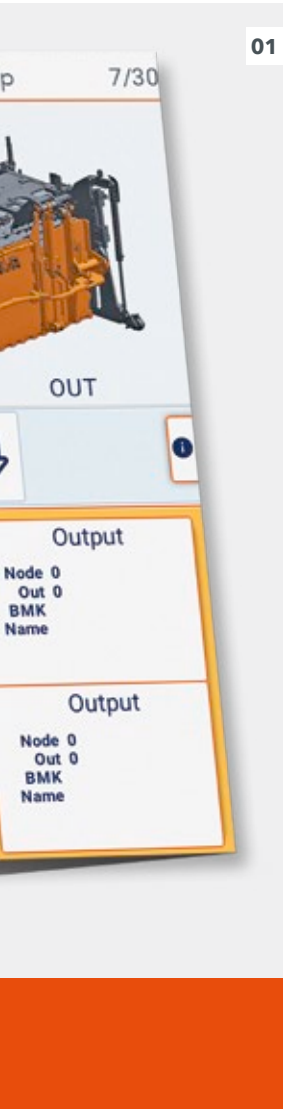 01
p 7/30
OUT
Output
Node 0
Out 0
BMK
Name
Output
Node 0
Out 0
BMK
Name